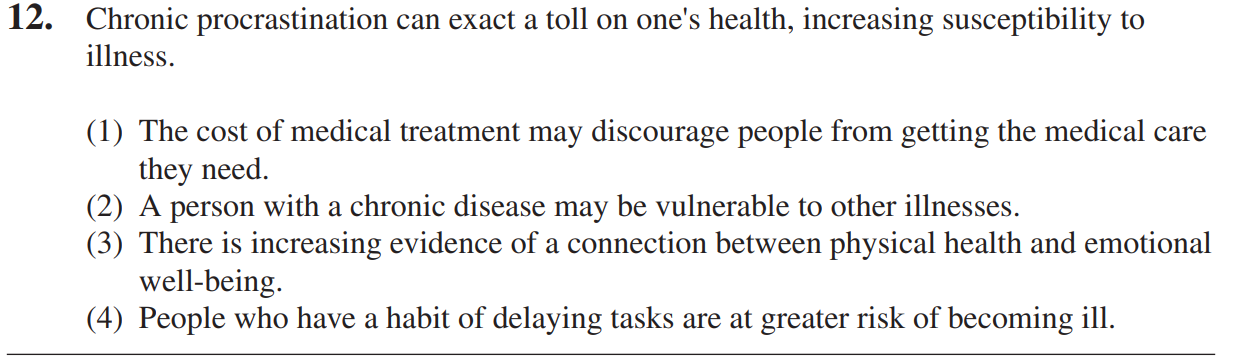 12. Chronic procrastination can exact a toll on one's health, increasing susceptibility to
illness.
(1) The cost of medical treatment may discourage people from getting the medical care
they need.
(2) A person with a chronic disease may be vulnerable to other illnesses.
(3) There is increasing evidence of a connection between physical health and emotional
well-being.
(4) People who have a habit of delaying tasks are at greater risk of becoming ill.